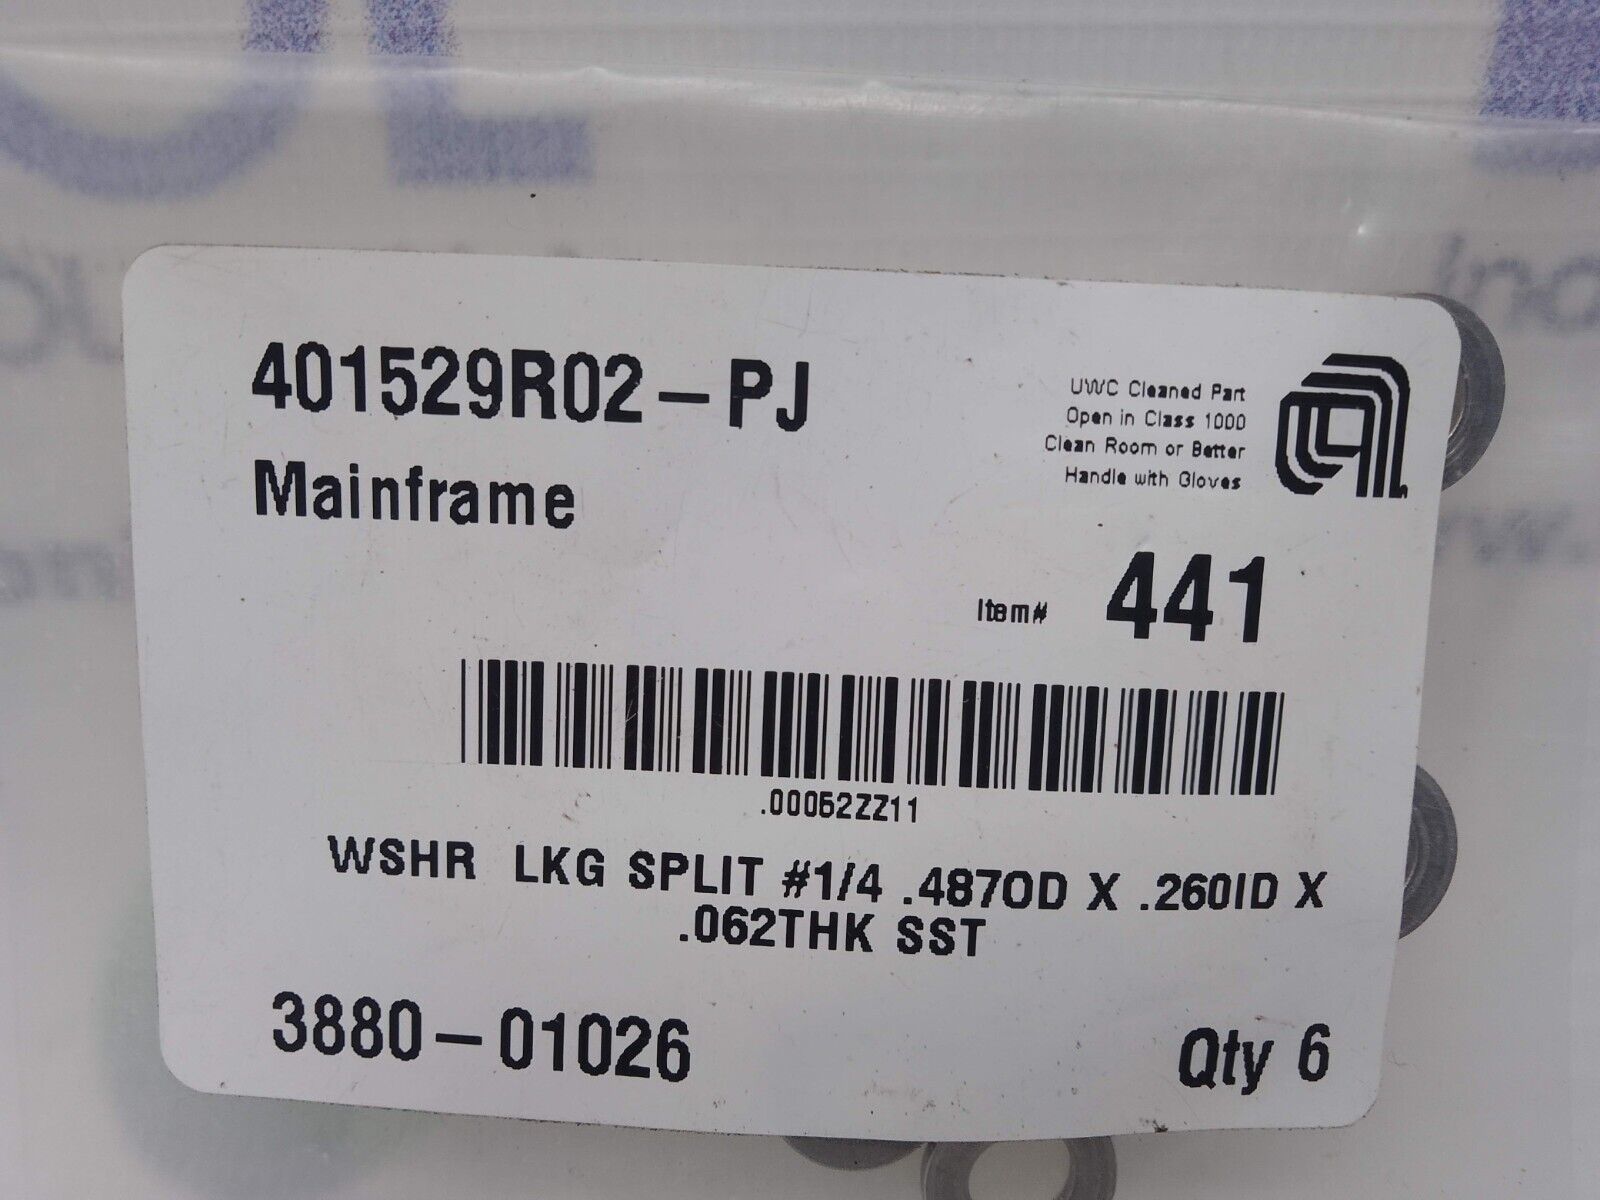 401529R02-PJ
Mainframe
UWC Cleaned Part
Open in Class 1000
Clean Room or Better
Handle with Gloves
Item# 441
.00052ZZ11
WSHR LKG SPLIT #1/4 .487OD X .260ID X
.062THK SST
3880-01026
Qty 6